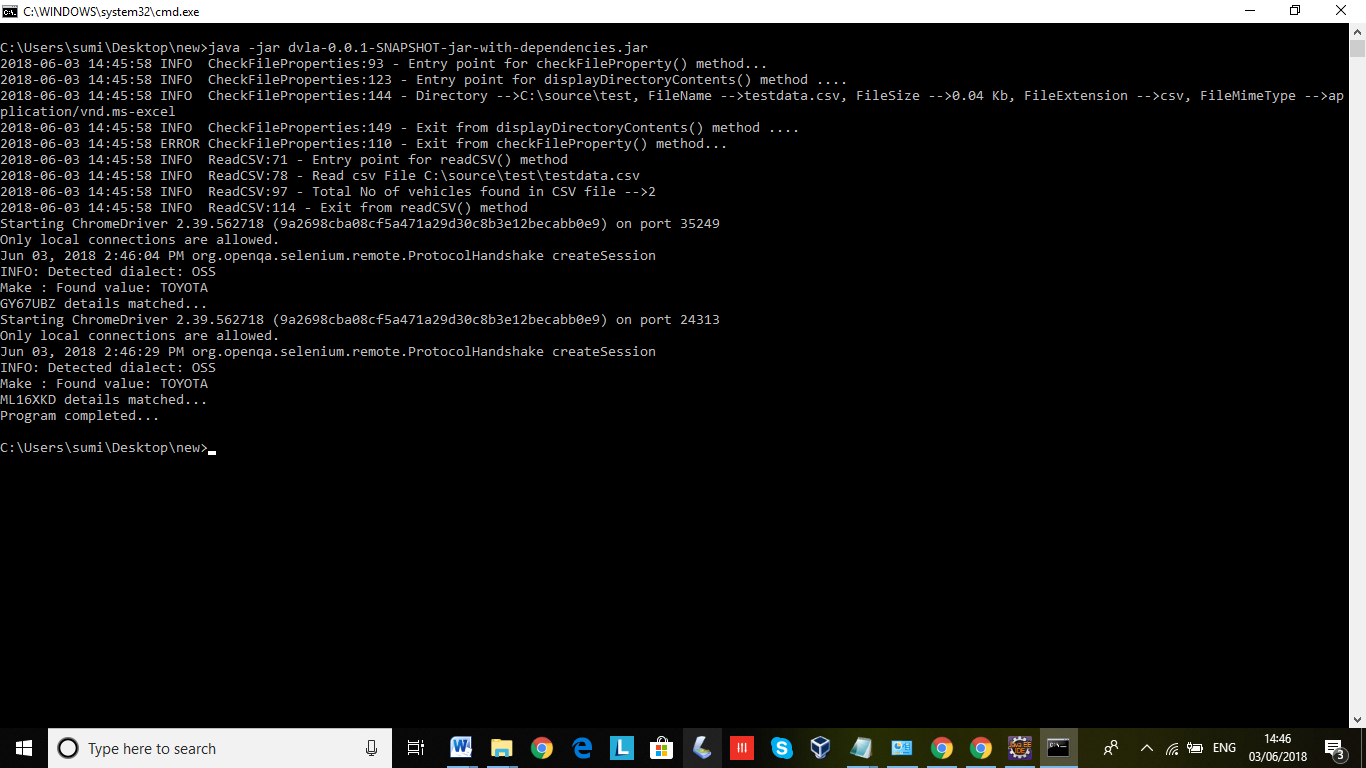 C:\WINDOWS\system32\cmd.exe
C:\Users\sumi\Desktop\new>java -jar dvla-0.0.1-SNAPSHOT-jar-with-dependencies.jar
2018-06-03 14:45:58 INFO  CheckFileProperties:93 - Entry point for checkFileProperty() method...
2018-06-03 14:45:58 INFO  CheckFileProperties:123 - Entry point for displayDirectoryContents() method ....
2018-06-03 14:45:58 INFO  CheckFileProperties:144 - Directory -->C:\source\test, FileName -->testdata.csv, FileSize -->0.04 Kb, FileExtension -->csv, FileMimeType -->ap
plication/vnd.ms-excel
2018-06-03 14:45:58 INFO  CheckFileProperties:149 - Exit from displayDirectoryContents() method ....
2018-06-03 14:45:58 ERROR CheckFileProperties:110 - Exit from checkFileProperty() method...
2018-06-03 14:45:58 INFO  ReadCSV:71 - Entry point for readCSV() method
2018-06-03 14:45:58 INFO  ReadCSV:78 - Read csv File C:\source\test\testdata.csv
2018-06-03 14:45:58 INFO  ReadCSV:97 - Total No of vehicles found in CSV file -->2
2018-06-03 14:45:58 INFO  ReadCSV:114 - Exit from readCSV() method
Starting ChromeDriver 2.39.562718 (9a2698cba08cf5a471a29d30c8b3e12becabb0e9) on port 35249
Only local connections are allowed.
Jun 03, 2018 2:46:04 PM org.openqa.selenium.remote.ProtocolHandshake createSession
INFO: Detected dialect: OSS
Make : Found value: TOYOTA
GY67UBZ details matched...
Starting ChromeDriver 2.39.562718 (9a2698cba08cf5a471a29d30c8b3e12becabb0e9) on port 24313
Only local connections are allowed.
Jun 03, 2018 2:46:29 PM org.openqa.selenium.remote.ProtocolHandshake createSession
INFO: Detected dialect: OSS
Make : Found value: TOYOTA
ML16XKD details matched...
Program completed...
C:\Users\sumi\Desktop\new>
Type here to search
ENG
14:46
03/06/2018
3